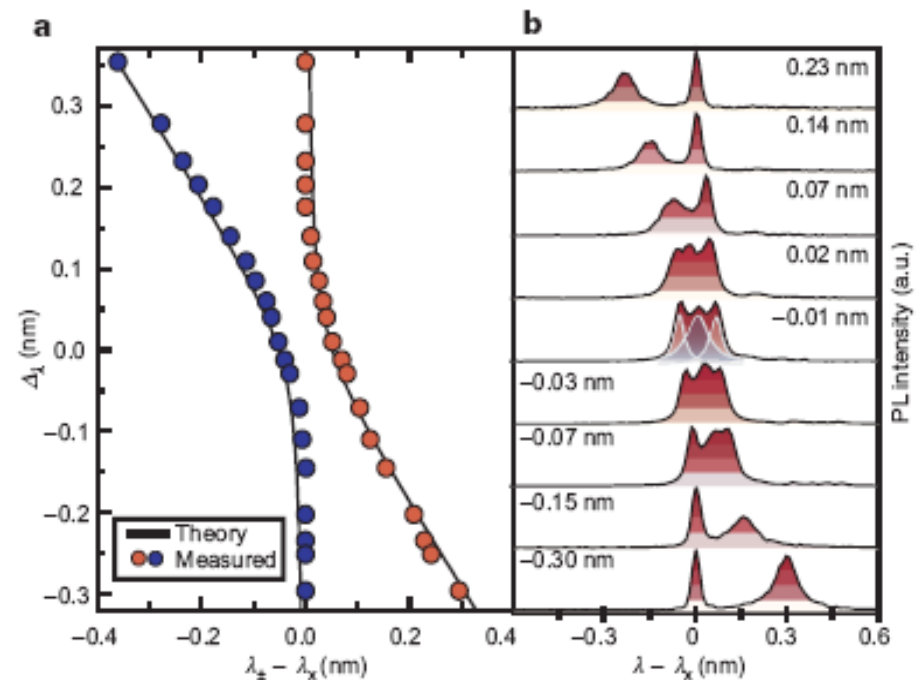 a
0.3
0.2
0.1
0.0
−0.1
−0.2
−0.3
Δλ (nm)
Theory
Measured
−0.4 −0.2 0.0 0.2 0.4
λ± − λx (nm)
b
0.23 nm
0.14 nm
0.07 nm
0.02 nm
−0.01 nm
−0.03 nm
−0.07 nm
−0.15 nm
−0.30 nm
−0.3 0 0.3 0.6
λ − λx (nm)
PL intensity (a.u.)